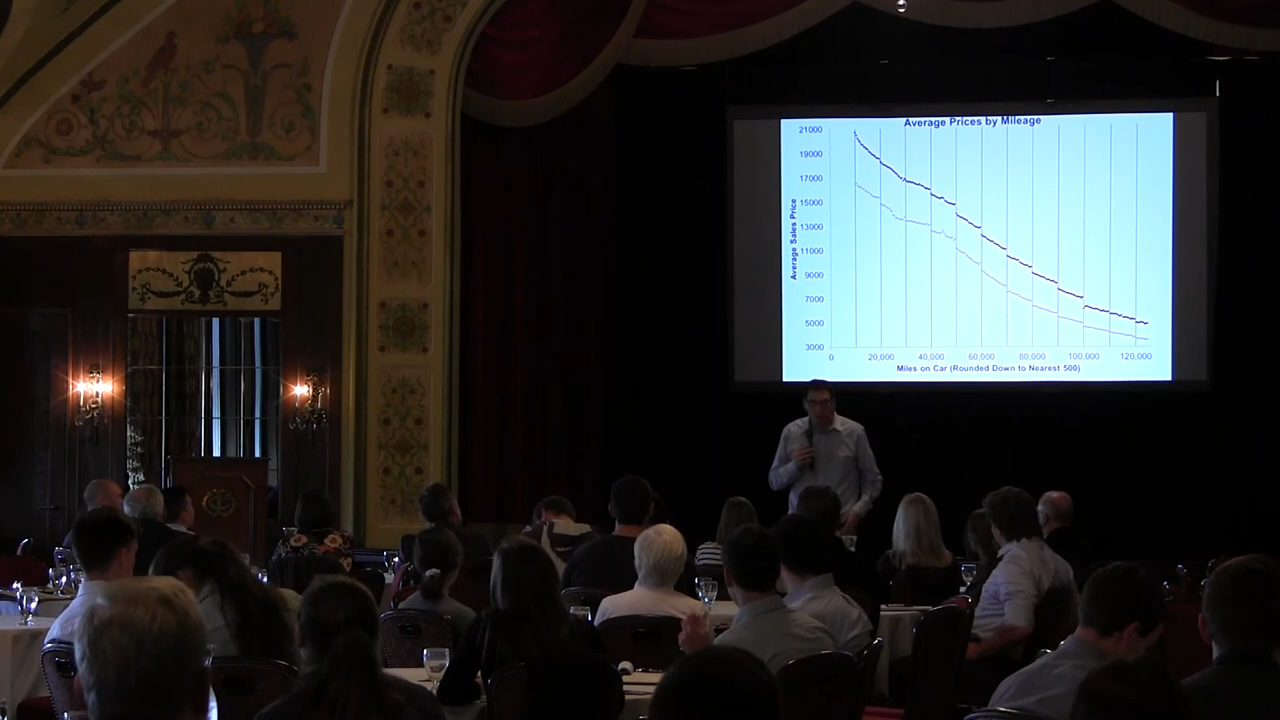 Average Prices by Mileage
21000
19000
17000
15000
13000
11000
9000
7000
5000
3000
Average Sales Price
0 20,000 40,000 60,000 80,000 100,000 120,000
Miles on Car (Rounded Down to Nearest 500)